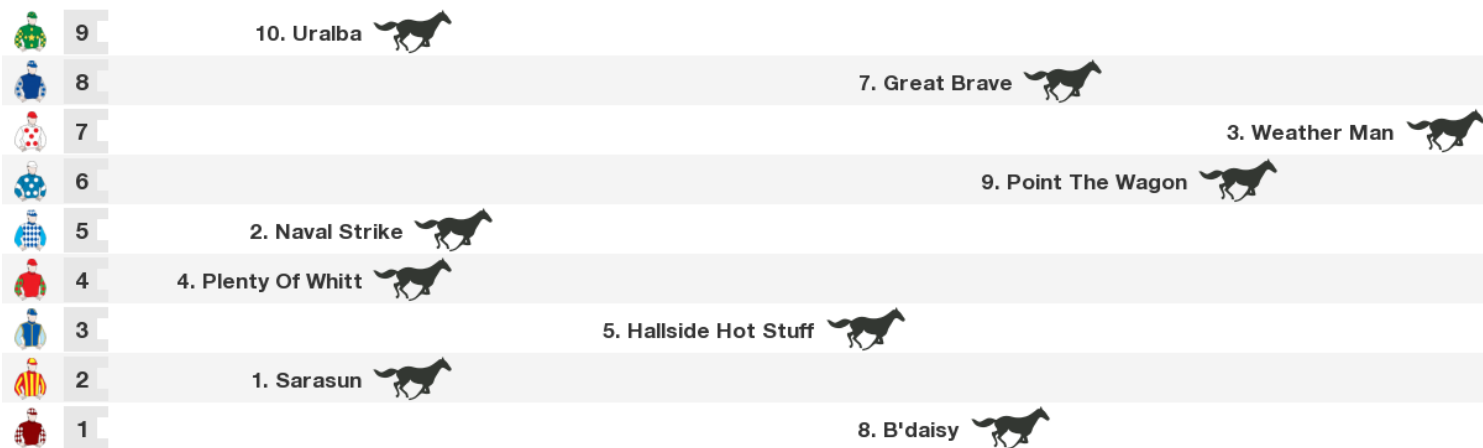 9 10. Uralba
8 7. Great Brave
7 3. Weather Man
6 9. Point The Wagon
5 2. Naval Strike
4 4. Plenty Of Whitt
3 5. Hallside Hot Stuff
2 1. Sarasun
1 8. B'daisy